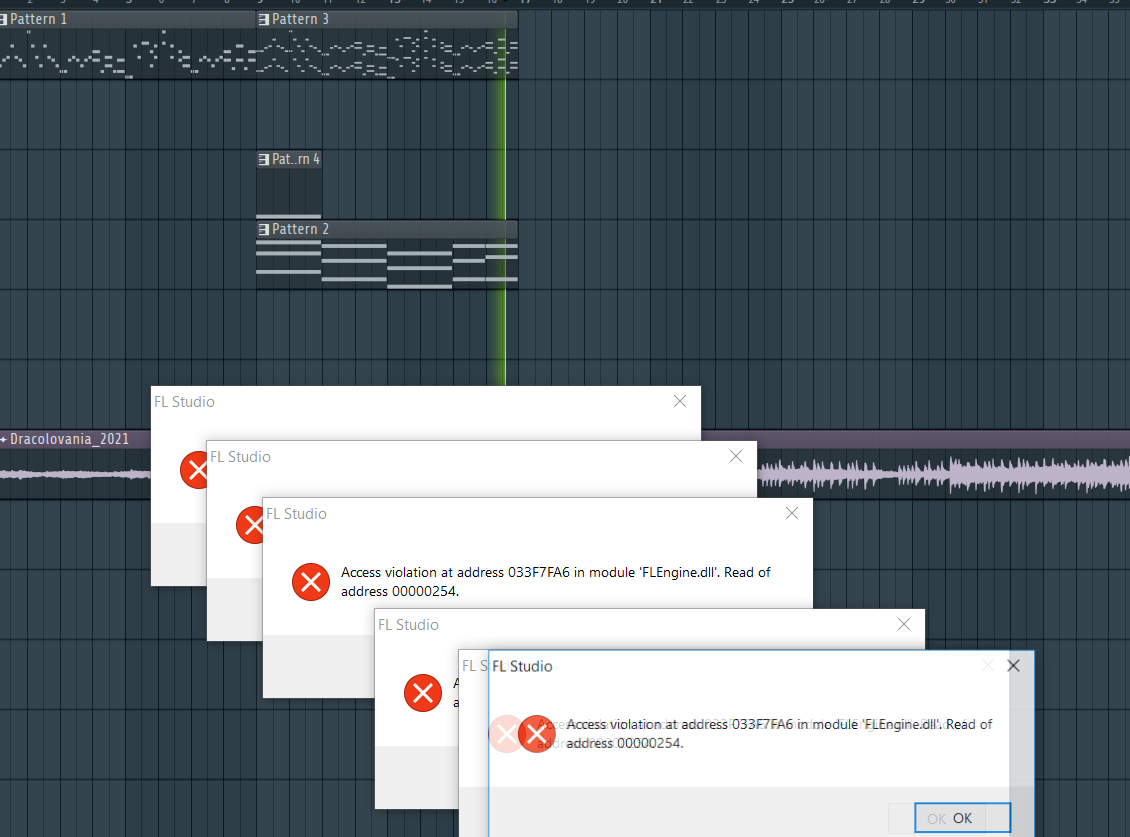 Pattern 1
Pattern 3
Pat..rn 4
Pattern 2
Dracolovania_2021
FL Studio
FL Studio
FL Studio
Access violation at address 033F7FA6 in module 'FLEngine.dll'. Read of
address 00000254.
FL Studio
FL S
FL Studio
Access violation at address 033F7FA6 in module 'FLEngine.dll'. Read of
address 00000254.
OK
OK